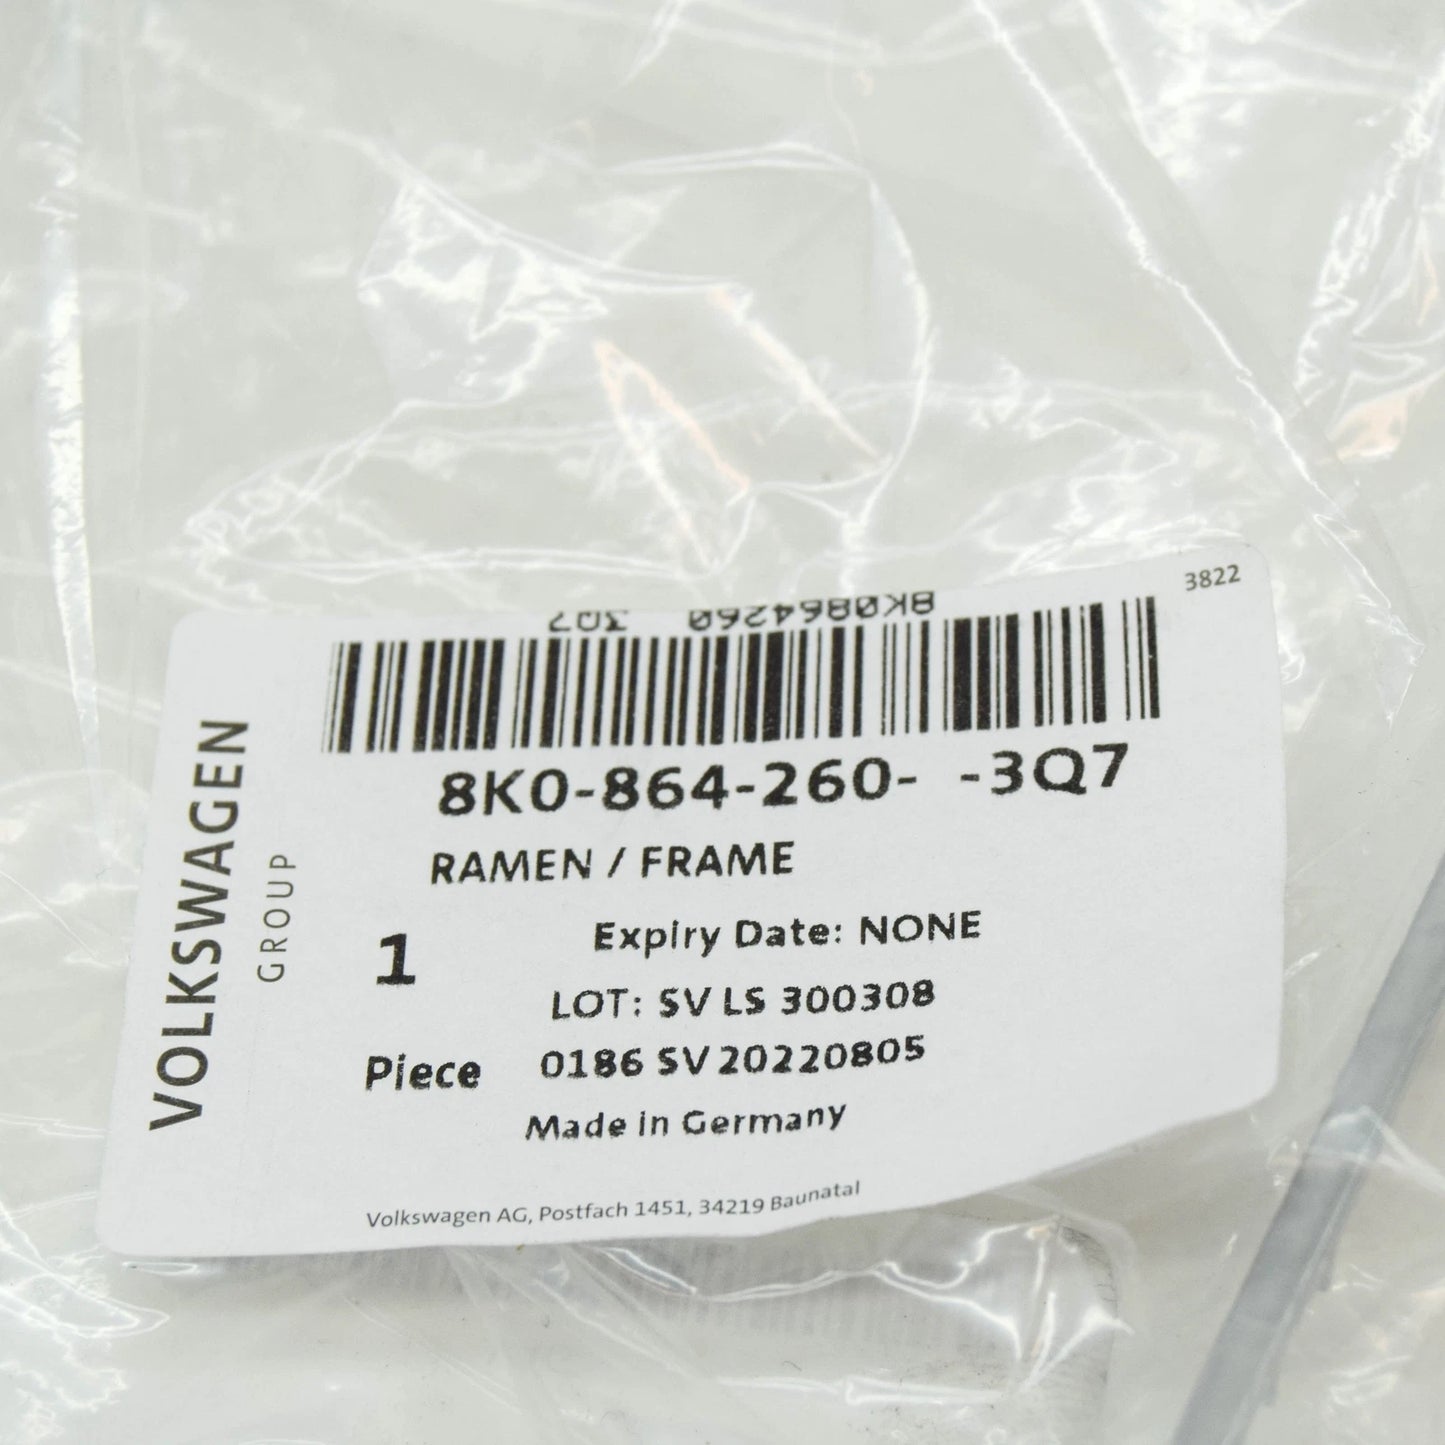 3822
8K0864260 3Q7
8K0-864-260- -3Q7
RAMEN / FRAME
VOLKSWAGEN
GROUP
1
Piece
Expiry Date: NONE
LOT: SV LS 300308
0186 SV 20220805
Made in Germany
Volkswagen AG, Postfach 1451, 34219 Baunatal